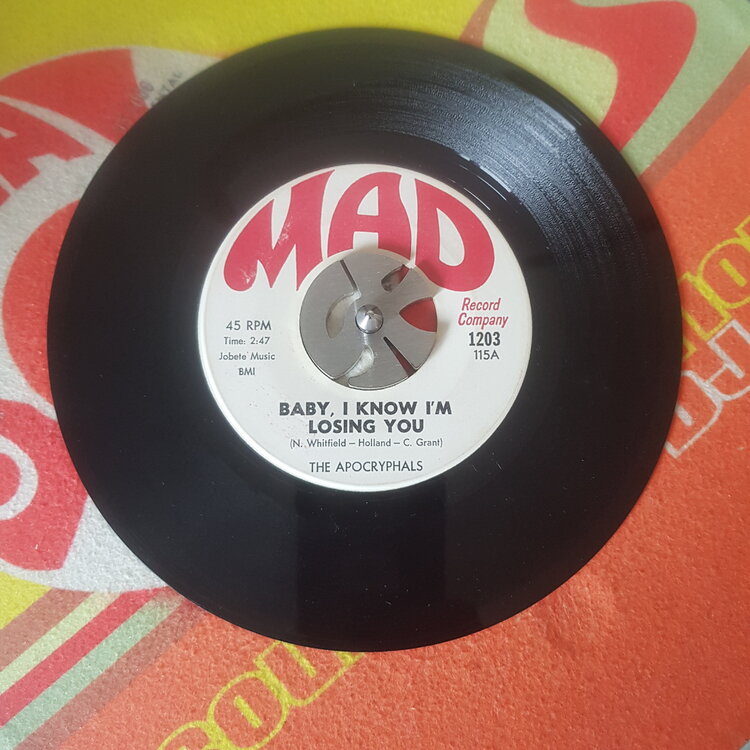 MAD
Record
Company
45 RPM
Time: 2:47
Jobete Music
BMI
1203
115A
BABY, I KNOW I'M
LOSING YOU
(N. Whitfield – Holland – C. Grant)
THE APOCRYPHALS